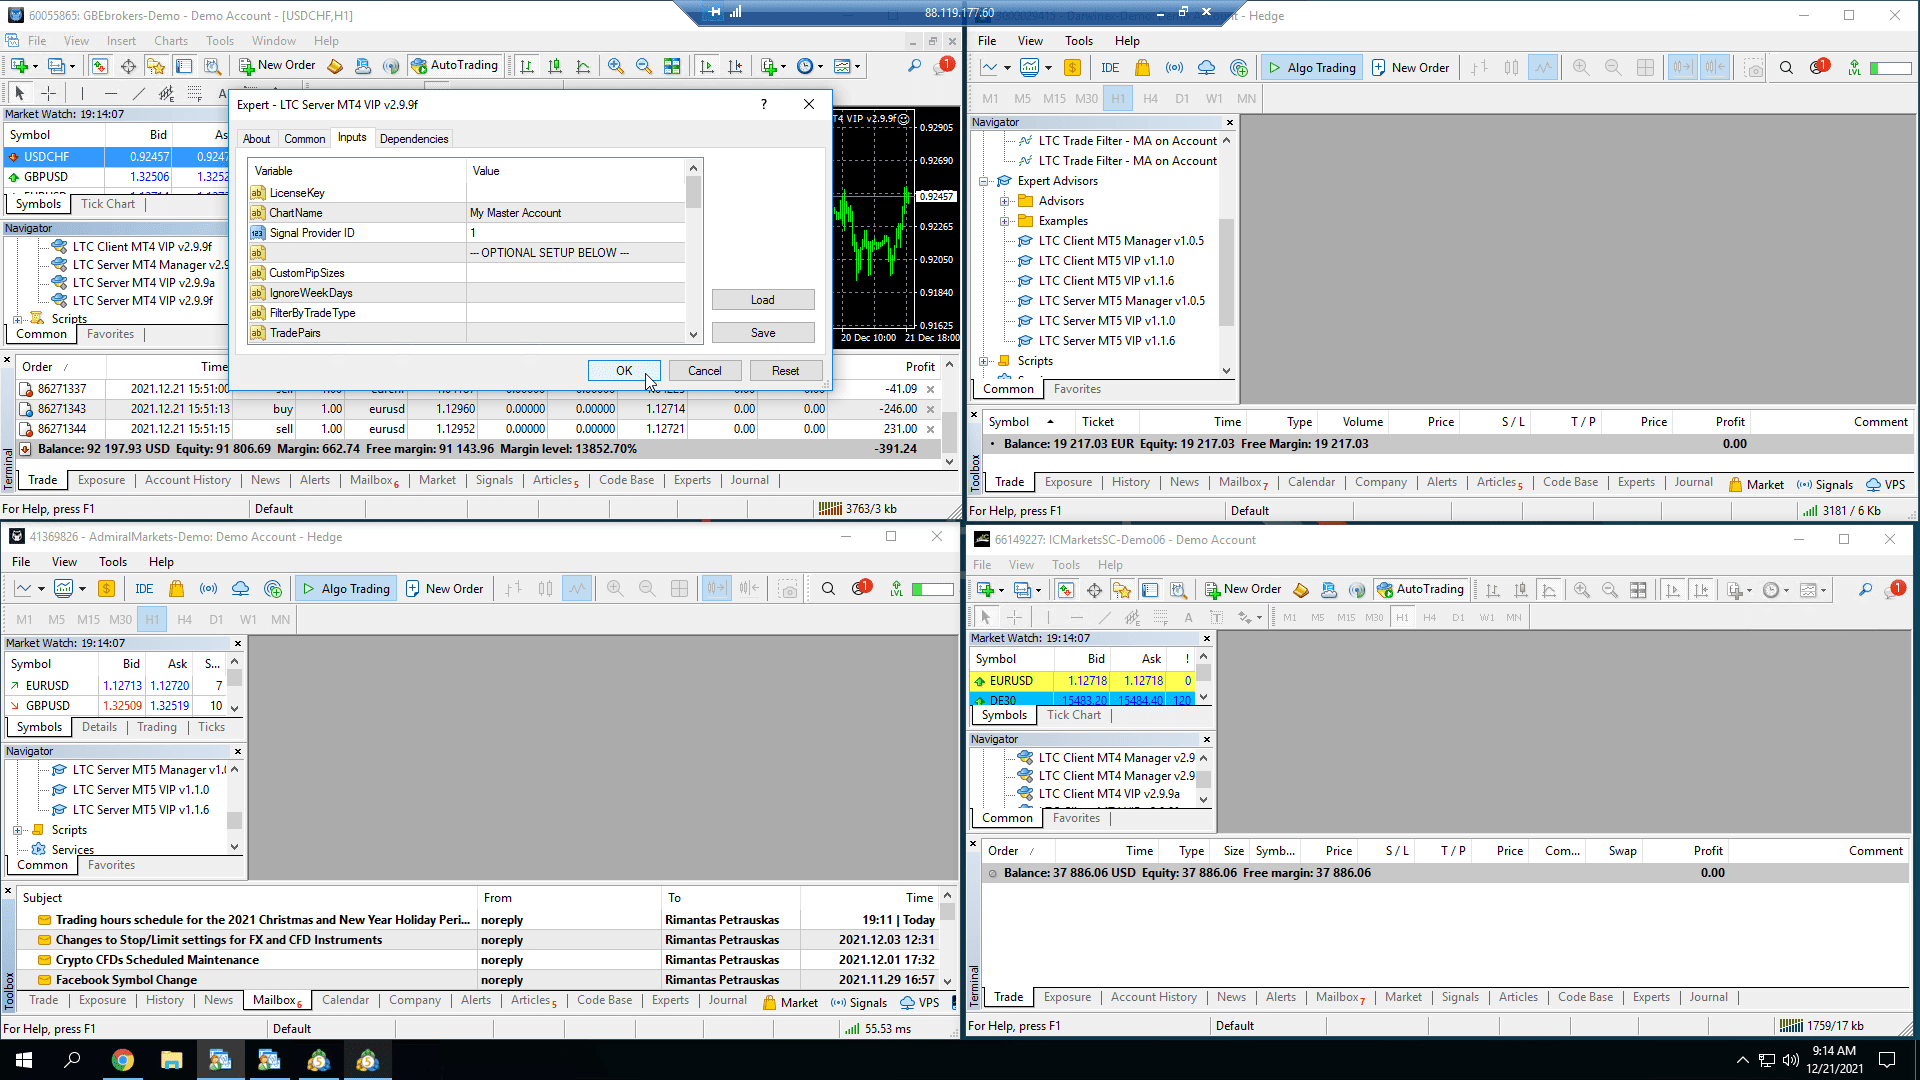 60055865: GBEbrokers-Demo - Demo Account - [USDCHF,H1]
88.119.177.60
Account - Hedge
File View Insert Charts Tools Window Help
New Order AutoTrading
Market Watch: 19:14:07
Symbol Bid
USDCHF 0.92457 0.9247
GBPUSD 1.32506 1.3252
Symbols Tick Chart
Navigator
LTC Client MT4 VIP v2.9.9f
LTC Server MT4 Manager v2.9
LTC Server MT4 VIP v2.9.9a
LTC Server MT4 VIP v2.9.9f
Scripts
Common Favorites
Expert - LTC Server MT4 VIP v2.9.9f
About Common Inputs Dependencies
Variable Value
LicenseKey
ChartName My Master Account
Signal Provider ID 1
--- OPTIONAL SETUP BELOW ---
CustomPipSizes
IgnoreWeekDays
FilterByTradeType
TradePairs
Load
Save
OK Cancel Reset
T4 VIP v2.9.9f
0.92905
0.92690
0.92457
0.92265
0.92050
0.91840
0.91625
20 Dec 10:00 21 Dec 18:00
Order / Time Profit
86271337 2021.12.21 15:51:00 -41.09
86271343 2021.12.21 15:51:13 buy 1.00 eurusd 1.12960 0.00000 0.00000 1.12714 0.00 0.00 -246.00
86271344 2021.12.21 15:51:15 sell 1.00 eurusd 1.12952 0.00000 0.00000 1.12721 0.00 0.00 231.00
Balance: 92 197.93 USD Equity: 91 806.69 Margin: 662.74 Free margin: 91 143.96 Margin level: 13852.70% -391.24
Terminal
Trade Exposure Account History News Alerts Mailbox 6 Market Signals Articles 5 Code Base Experts Journal
For Help, press F1 Default 3763/3 kb
File View Tools Help
IDE Algo Trading New Order 1
M1 M5 M15 M30 H1 H4 D1 W1 MN
Navigator
LTC Trade Filter - MA on Account
LTC Trade Filter - MA on Account
Expert Advisors
Advisors
Examples
LTC Client MT5 Manager v1.0.5
LTC Client MT5 VIP v1.1.0
LTC Client MT5 VIP v1.1.6
LTC Server MT5 Manager v1.0.5
LTC Server MT5 VIP v1.1.0
LTC Server MT5 VIP v1.1.6
Scripts
Common Favorites
Symbol Ticket Time Type Volume Price S / L T / P Price Profit Comment
Balance: 19 217.03 EUR Equity: 19 217.03 Free Margin: 19 217.03 0.00
Toolbox
Trade Exposure History News Mailbox 7 Calendar Company Alerts Articles 5 Code Base Experts Journal Market Signals VPS
For Help, press F1 Default 3181 / 6 Kb
41369826 - AdmiralMarkets-Demo: Demo Account - Hedge
File View Tools Help
IDE Algo Trading New Order 1
M1 M5 M15 M30 H1 H4 D1 W1 MN
Market Watch: 19:14:07
Symbol Bid Ask S...
EURUSD 1.12713 1.12720 7
GBPUSD 1.32509 1.32519 10
Symbols Details Trading Ticks
Navigator
LTC Server MT5 Manager v1.0
LTC Server MT5 VIP v1.1.0
LTC Server MT5 VIP v1.1.6
Scripts
Services
Common Favorites
Subject From To Time
Trading hours schedule for the 2021 Christmas and New Year Holiday Peri... noreply Rimantas Petrauskas 19:11 | Today
Changes to Stop/Limit settings for FX and CFD Instruments noreply Rimantas Petrauskas 2021.12.03 12:31
Crypto CFDs Scheduled Maintenance noreply Rimantas Petrauskas 2021.12.01 17:32
Facebook Symbol Change noreply Rimantas Petrauskas 2021.11.29 16:57
Toolbox
Trade Exposure History News Mailbox 6 Calendar Company Alerts Articles 5 Code Base Experts Journal Market Signals VPS
For Help, press F1 Default 55.53 ms
66149227: ICMarketsSC-Demo06 - Demo Account
File View Tools Help
New Order AutoTrading 1
M1 M5 M15 M30 H1 H4 D1 W1 MN
Market Watch: 19:14:07
Symbol Bid Ask !
EURUSD 1.12718 1.12718 0
DE30 15483.20 15484.40 120
Symbols Tick Chart
Navigator
LTC Client MT4 Manager v2.9
LTC Client MT4 Manager v2.9
LTC Client MT4 VIP v2.9.9a
Common Favorites
Order / Time Type Size Symb... Price S / L T / P Price Com... Swap Profit Comment
Balance: 37 886.06 USD Equity: 37 886.06 Free margin: 37 886.06 0.00
Terminal
Trade Exposure Account History News Alerts Mailbox 7 Market Signals Articles Code Base Experts Journal
For Help, press F1 Default 1759/17 kb
9:14 AM
12/21/2021